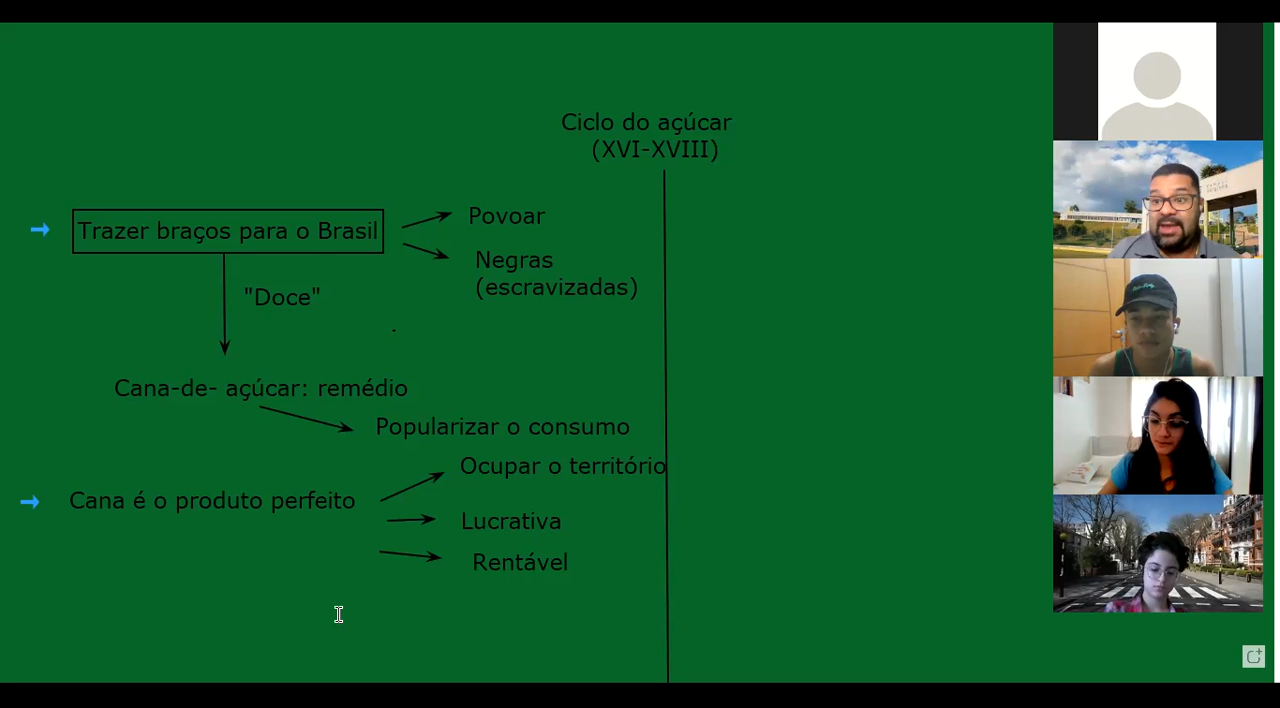 Ciclo do açúcar
(XVI-XVIII)
Trazer braços para o Brasil
Povoar
Negras
(escravizadas)
"Doce"
Cana-de- açúcar: remédio
Popularizar o consumo
Cana é o produto perfeito
Ocupar o território
Lucrativa
Rentável